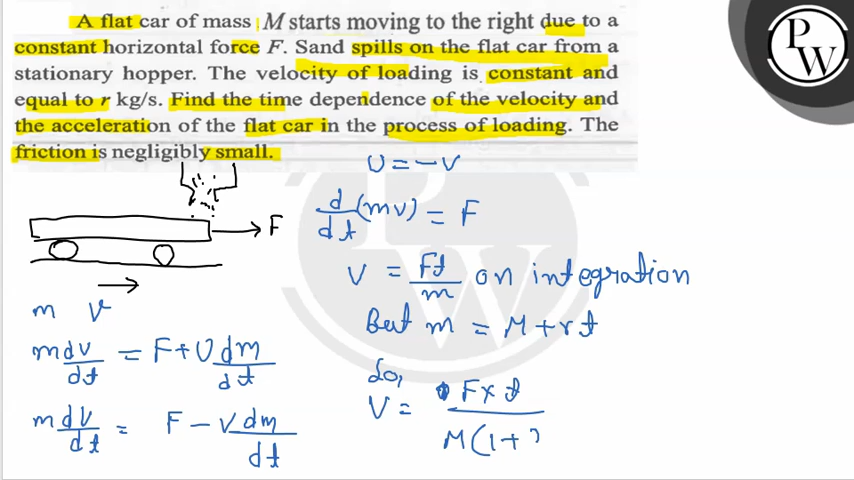 A flat car of mass M starts moving to the right due to a
constant horizontal force F. Sand spills on the flat car from a
stationary hopper. The velocity of loading is constant and
equal to r kg/s. Find the time dependence of the velocity and
the acceleration of the flat car in the process of loading. The
friction is negligibly small.
P
W
F
m v
m dv/dt = F + U dm/dt
m dv/dt = F - v dm/dt
U = -v
d/dt (mv) = F
v = Ft/m on integration
But m = M + rt
So,
v = F x t / M(1+